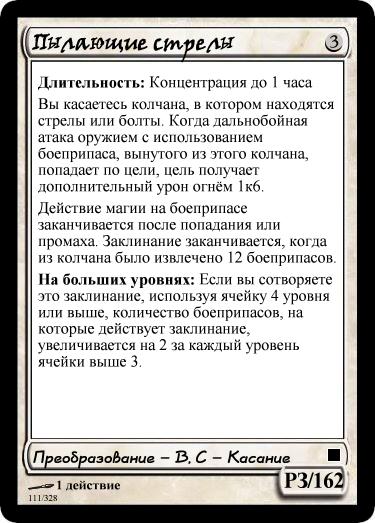 Пылающие стрелы 3
Длительность: Концентрация до 1 часа
Вы касаетесь колчана, в котором находятся
стрелы или болты. Когда дальнобойная
атака оружием с использованием
боеприпаса, вынутого из этого колчана,
попадает по цели, цель получает
дополнительный урон огнём 1к6.
Действие магии на боеприпасе
заканчивается после попадания или
промаха. Заклинание заканчивается, когда
из колчана было извлечено 12 боеприпасов.
На больших уровнях: Если вы сотворяете
это заклинание, используя ячейку 4 уровня
или выше, количество боеприпасов, на
которые действует заклинание,
увеличивается на 2 за каждый уровень
ячейки выше 3.
Преобразование – В, С – Касание
РЗ/162
1 действие
111/328